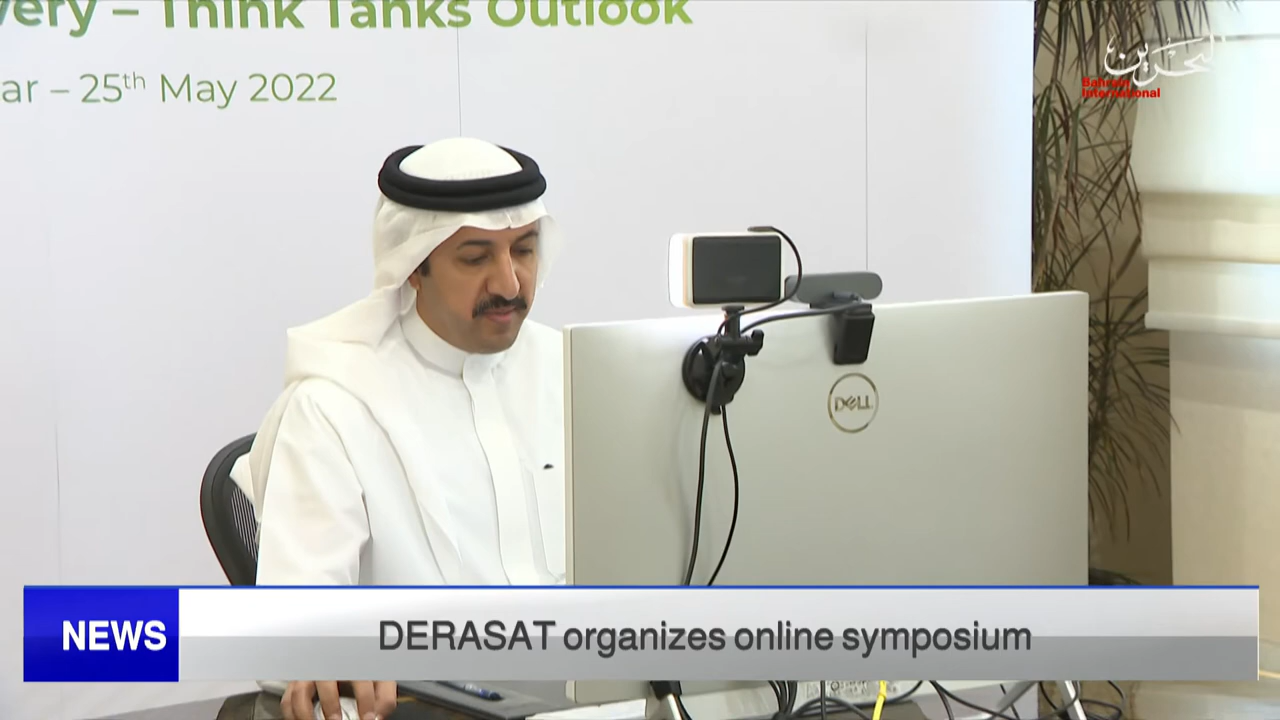 very – Think Tanks Outlook
ar – 25th May 2022
البحرين
Bahrain
International
DELL
NEWS
DERASAT organizes online symposium